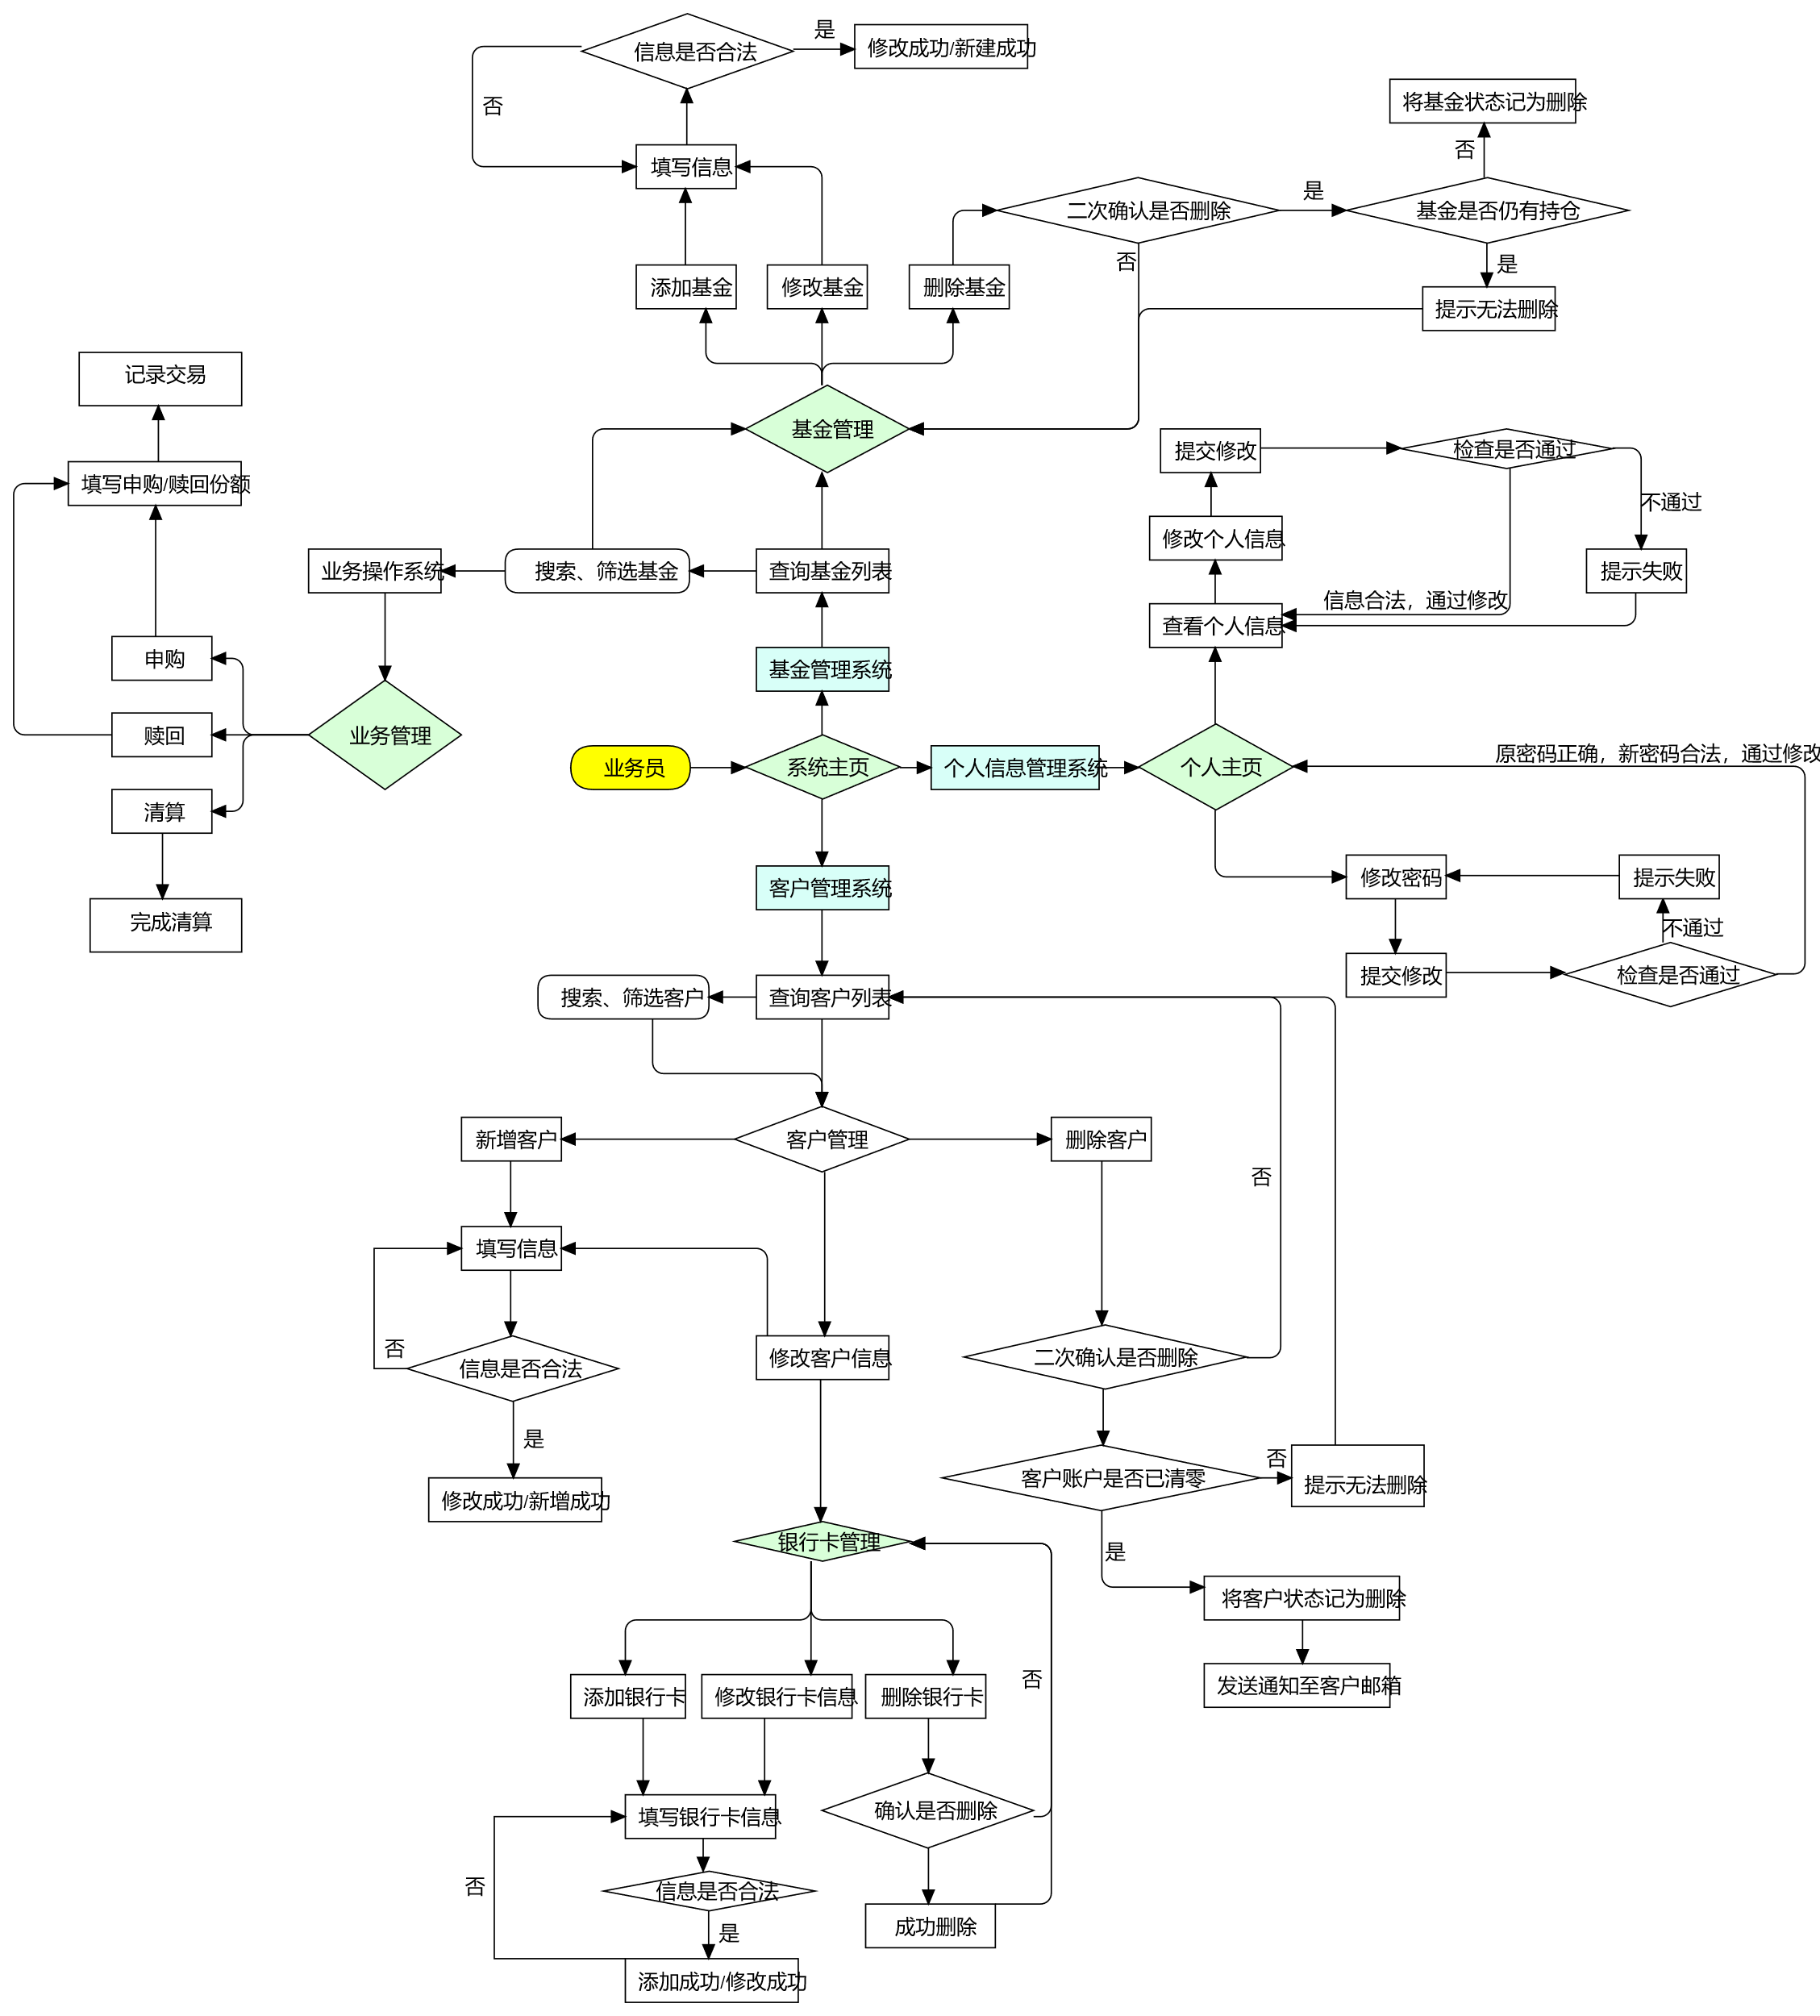 信息是否合法
是
修改成功/新建成功
否
填写信息
将基金状态记为删除
否
二次确认是否删除
是
基金是否仍有持仓
否
是
添加基金
修改基金
删除基金
提示无法删除
记录交易
基金管理
填写申购/赎回份额
提交修改
检查是否通过
不通过
修改个人信息
业务操作系统
搜索、筛选基金
查询基金列表
提示失败
信息合法，通过修改
查看个人信息
申购
基金管理系统
赎回
业务管理
业务员
系统主页
个人信息管理系统
个人主页
原密码正确，新密码合法，通过修改
清算
客户管理系统
修改密码
提示失败
完成清算
不通过
提交修改
检查是否通过
搜索、筛选客户
查询客户列表
新增客户
客户管理
删除客户
否
填写信息
否
信息是否合法
修改客户信息
二次确认是否删除
是
客户账户是否已清零
否
提示无法删除
修改成功/新增成功
银行卡管理
是
将客户状态记为删除
否
添加银行卡
修改银行卡信息
删除银行卡
发送通知至客户邮箱
填写银行卡信息
确认是否删除
否
信息是否合法
是
成功删除
添加成功/修改成功